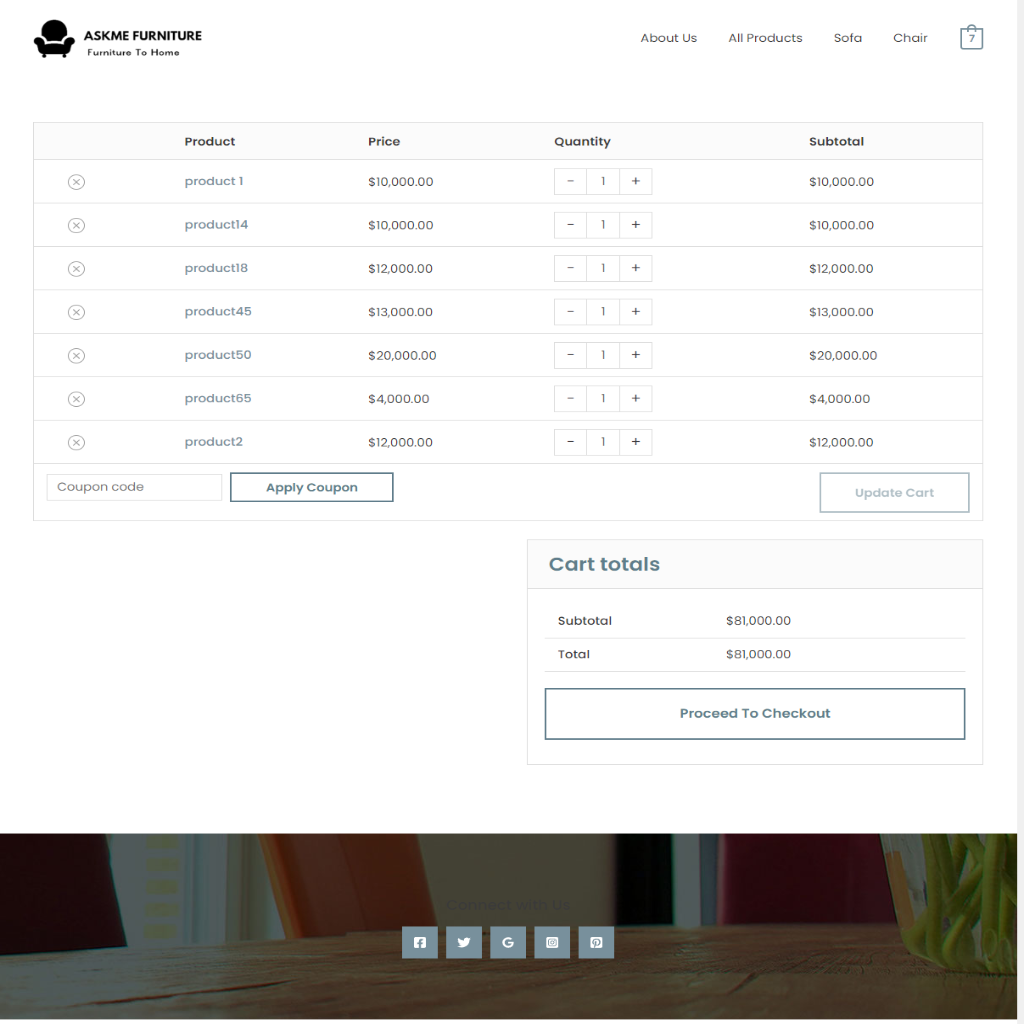 ASKME FURNITURE
Furniture To Home
About Us All Products Sofa Chair 7
Product Price Quantity Subtotal
product 1 $10,000.00 - 1 + $10,000.00
product14 $10,000.00 - 1 + $10,000.00
product18 $12,000.00 - 1 + $12,000.00
product45 $13,000.00 - 1 + $13,000.00
product50 $20,000.00 - 1 + $20,000.00
product65 $4,000.00 - 1 + $4,000.00
product2 $12,000.00 - 1 + $12,000.00
Coupon code Apply Coupon Update Cart
Cart totals
Subtotal $81,000.00
Total $81,000.00
Proceed To Checkout
Connect with Us